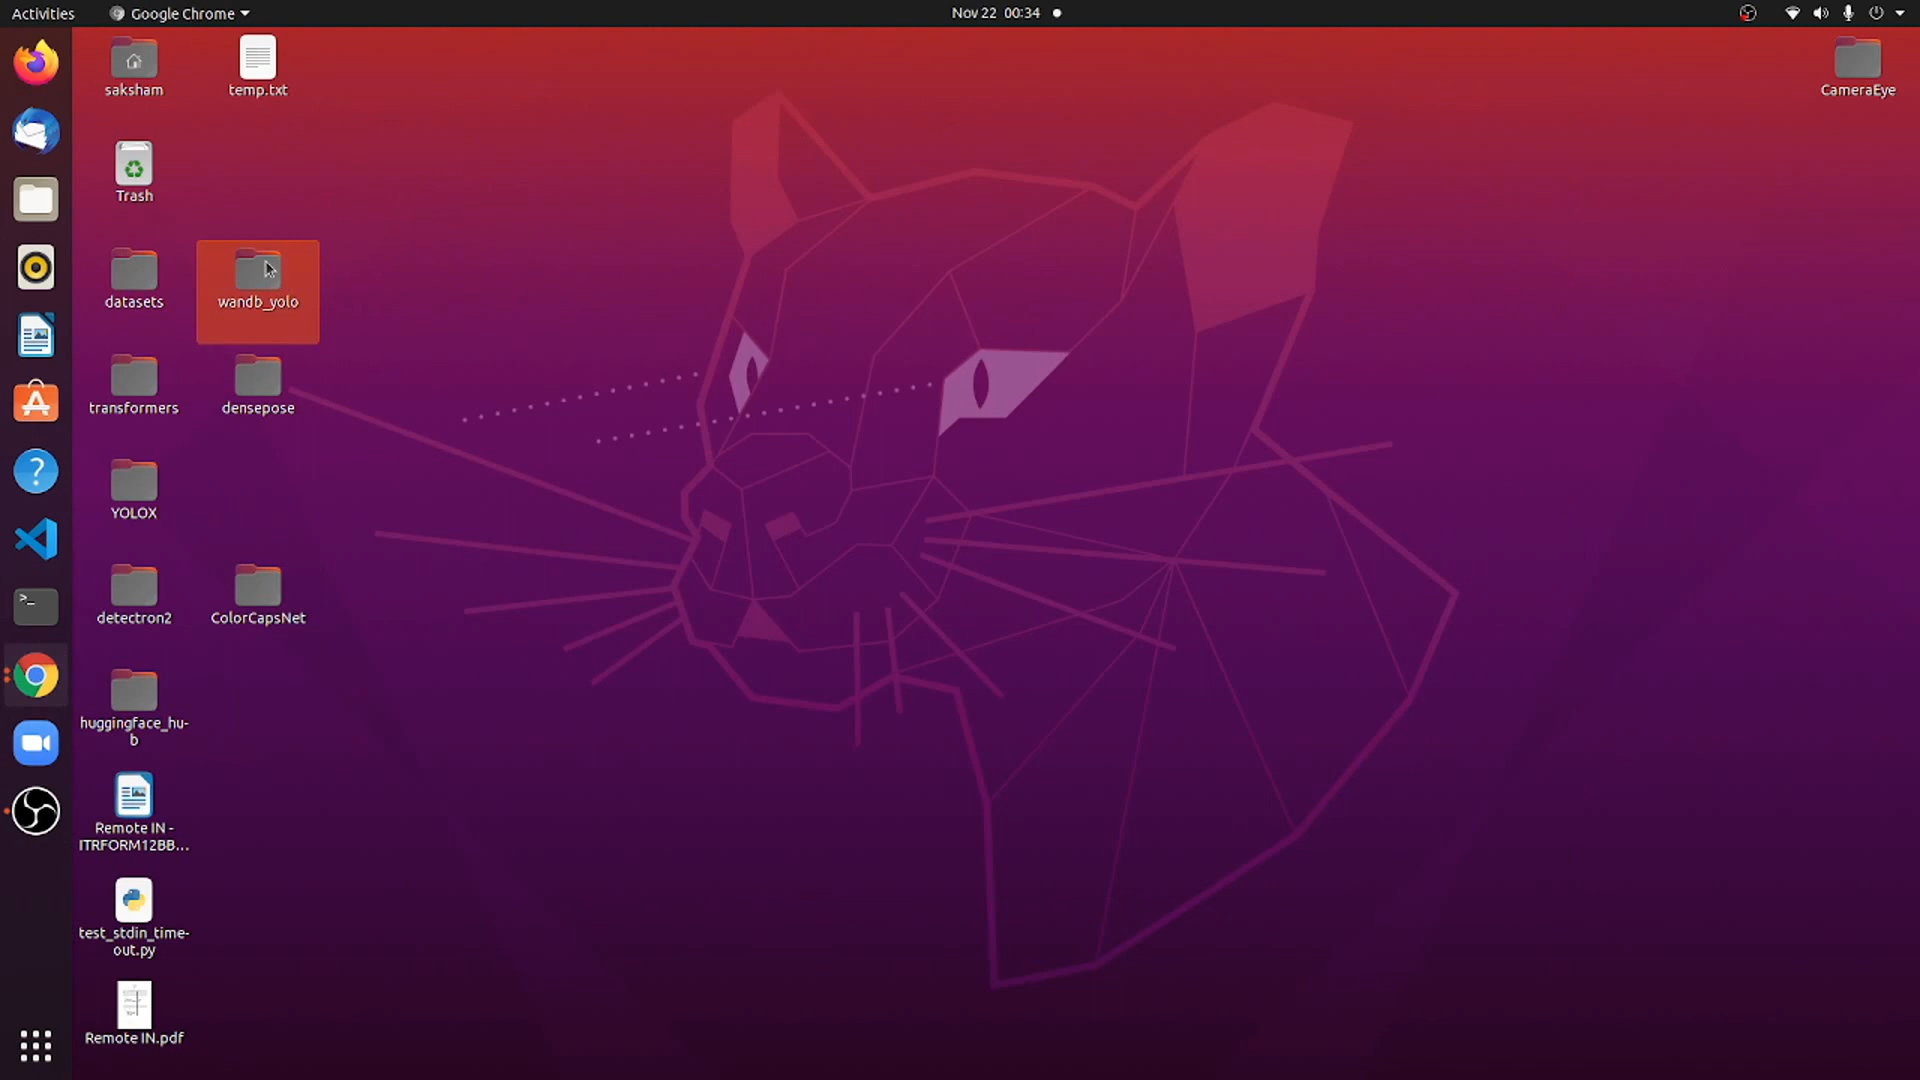 Activities
Google Chrome
Nov 22 00:34
saksham
temp.txt
CameraEye
Trash
datasets
wandb_yolo
transformers
densepose
YOLOX
detectron2
ColorCapsNet
huggingface_hu-
b
Remote IN -
ITRFORM12BB...
test_stdin_time-
out.py
Remote IN.pdf